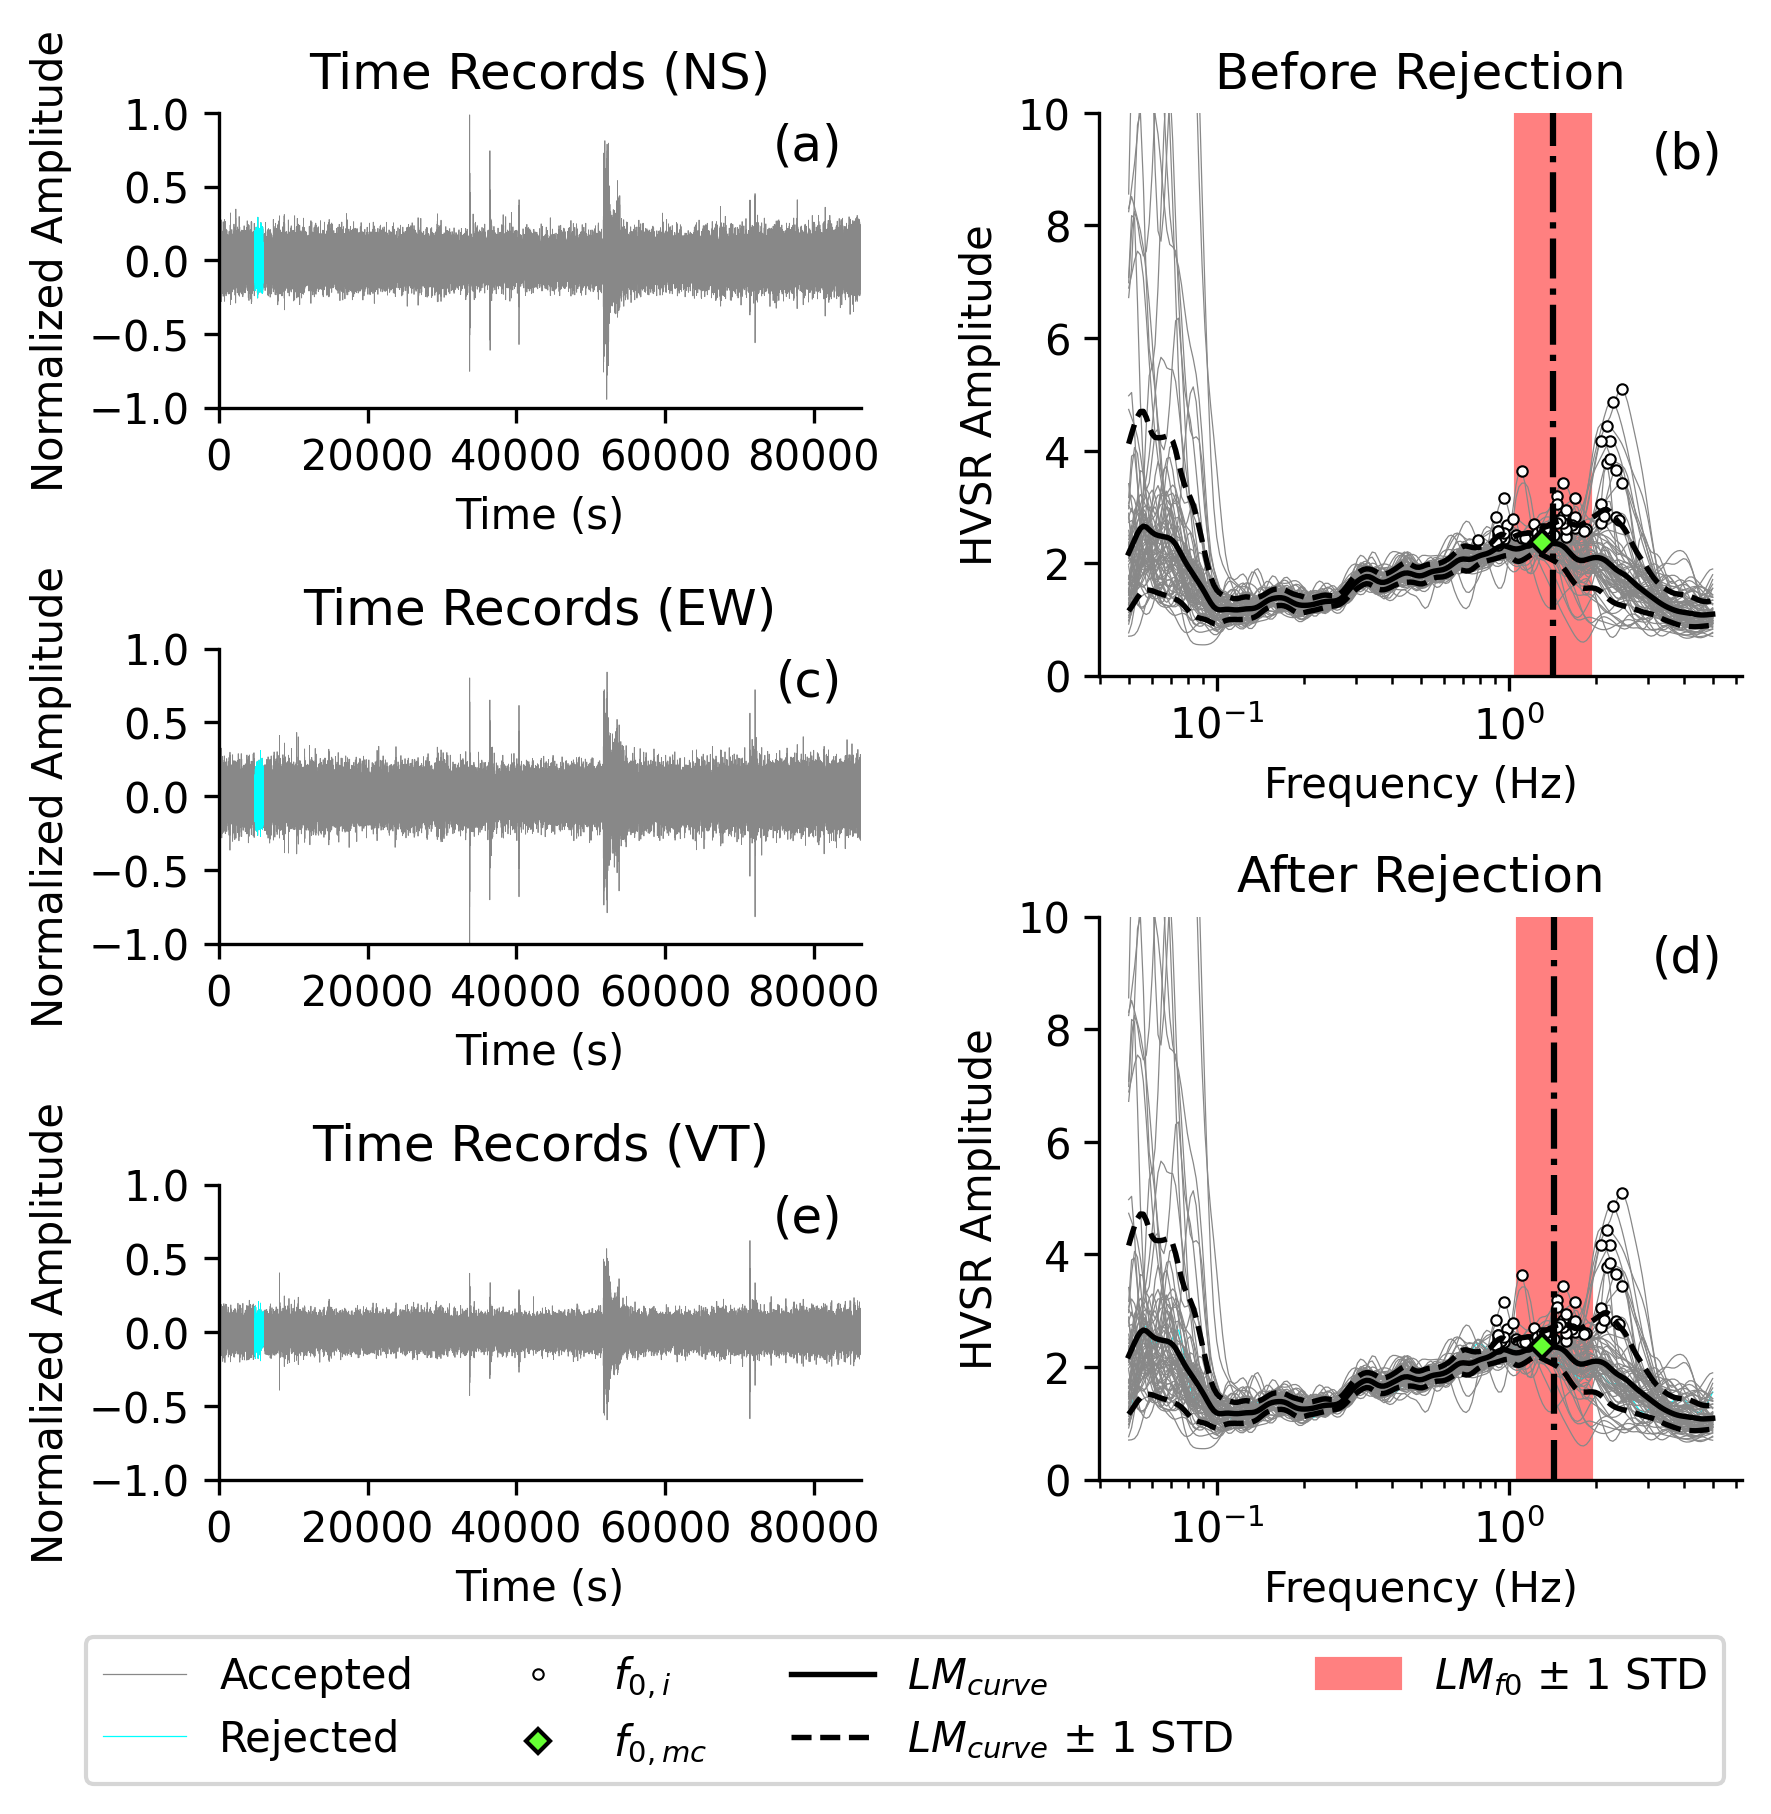 Time Records (NS)
(a)
Normalized Amplitude
1.0
0.5
0.0
−0.5
−1.0
0 20000 40000 60000 80000
Time (s)
Before Rejection
(b)
HVSR Amplitude
10
8
6
4
2
0
10⁻¹ 10⁰
Frequency (Hz)
Time Records (EW)
(c)
Normalized Amplitude
1.0
0.5
0.0
−0.5
−1.0
0 20000 40000 60000 80000
Time (s)
After Rejection
(d)
HVSR Amplitude
10
8
6
4
2
0
10⁻¹ 10⁰
Frequency (Hz)
Time Records (VT)
(e)
Normalized Amplitude
1.0
0.5
0.0
−0.5
−1.0
0 20000 40000 60000 80000
Time (s)
Accepted
Rejected
f0,i
f0,mc
LMcurve
LMcurve ± 1 STD
LMf0 ± 1 STD